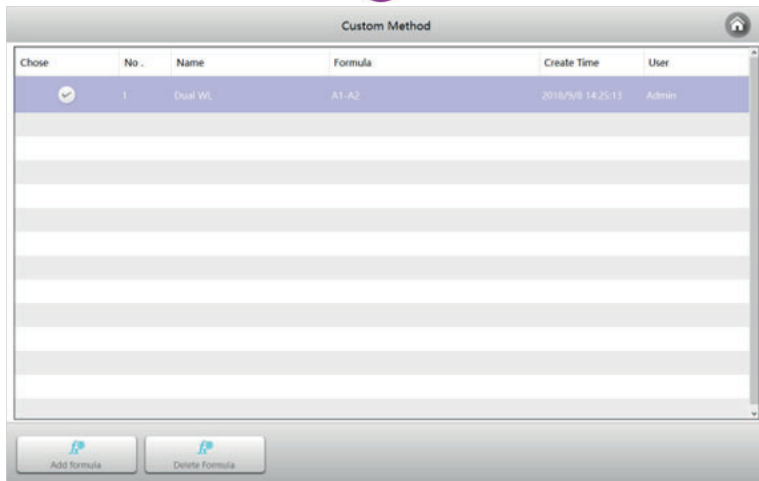 Custom Method
Chose No . Name Formula Create Time User
1 Dual WL A1-A2 2018/9/8 14:25:13 Admin
Add formula Delete Formula